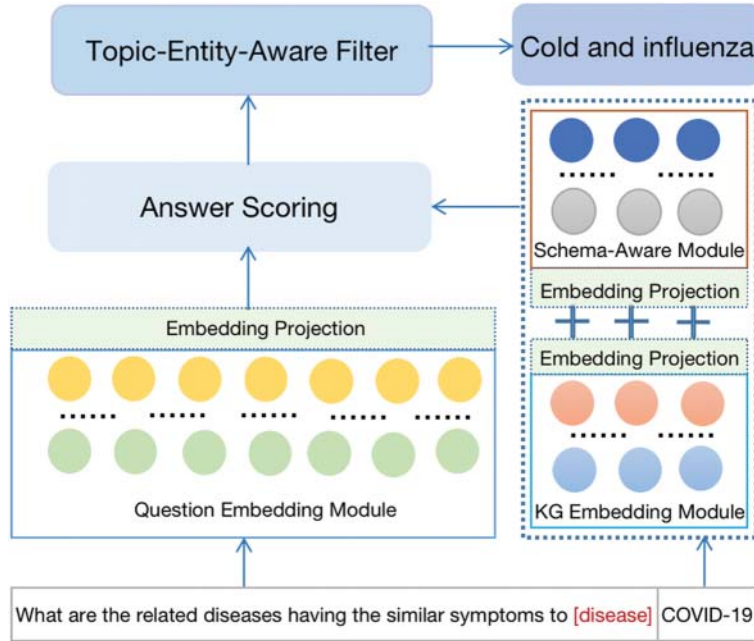 Topic-Entity-Aware Filter
Cold and influenza
Answer Scoring
Schema-Aware Module
Embedding Projection
Embedding Projection
Embedding Projection
Question Embedding Module
KG Embedding Module
What are the related diseases having the similar symptoms to [disease]
COVID-19